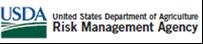 USDA
United States Department of Agriculture
Risk Management Agency